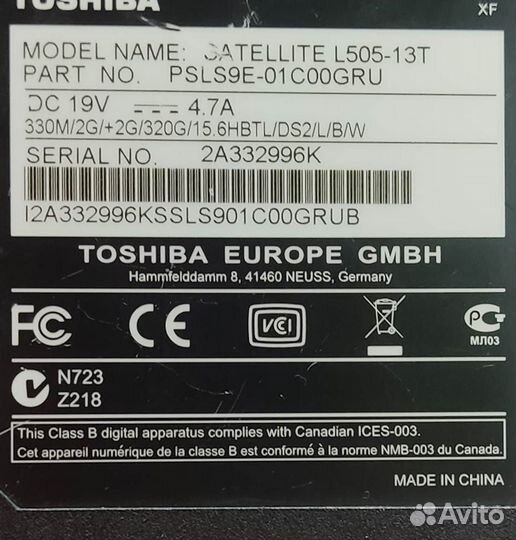 TOSHIBA
XF
MODEL NAME: SATELLITE L505-13T
PART NO. PSLS9E-01C00GRU
DC 19V 4.7A
330M/2G/+2G/320G/15.6HBTL/DS2/L/B/W
SERIAL NO. 2A332996K
I2A332996KSSLS901C00GRUB
TOSHIBA EUROPE GMBH
Hammfelddamm 8, 41460 NEUSS, Germany
FC CE VCI PG
МЛ03
N723
Z218
This Class B digital apparatus complies with Canadian ICES-003.
Cet appareil numérique de la classe B est conformé à la norme NMB-003 du Canada.
MADE IN CHINA
Avito